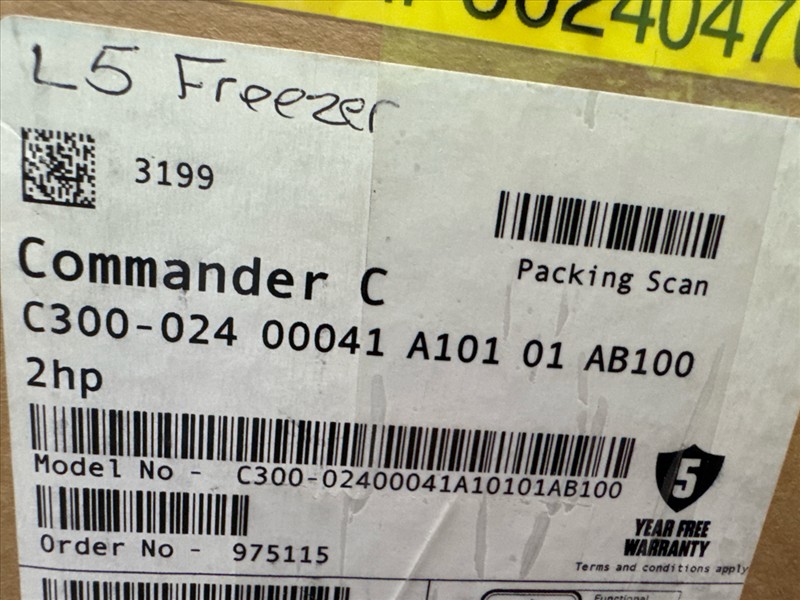 L5 Freezer
3199
Packing Scan
Commander C
C300-024 00041 A101 01 AB100
2hp
Model No - C300-02400041A10101AB100
5
YEAR FREE
WARRANTY
Order No - 975115
Terms and conditions apply
Functional